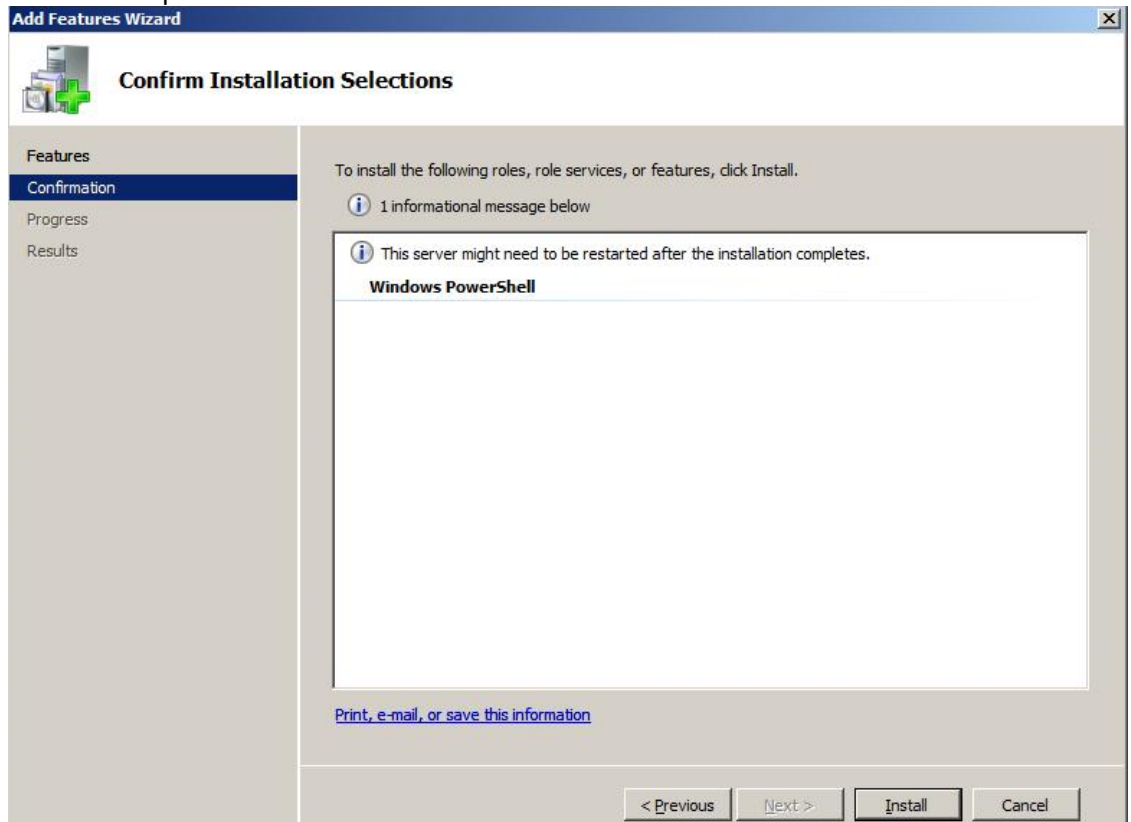 Add Features Wizard
Confirm Installation Selections
Features
Confirmation
Progress
Results
To install the following roles, role services, or features, click Install.
1 informational message below
This server might need to be restarted after the installation completes.
Windows PowerShell
Print, e-mail, or save this information
< Previous Next > Install Cancel